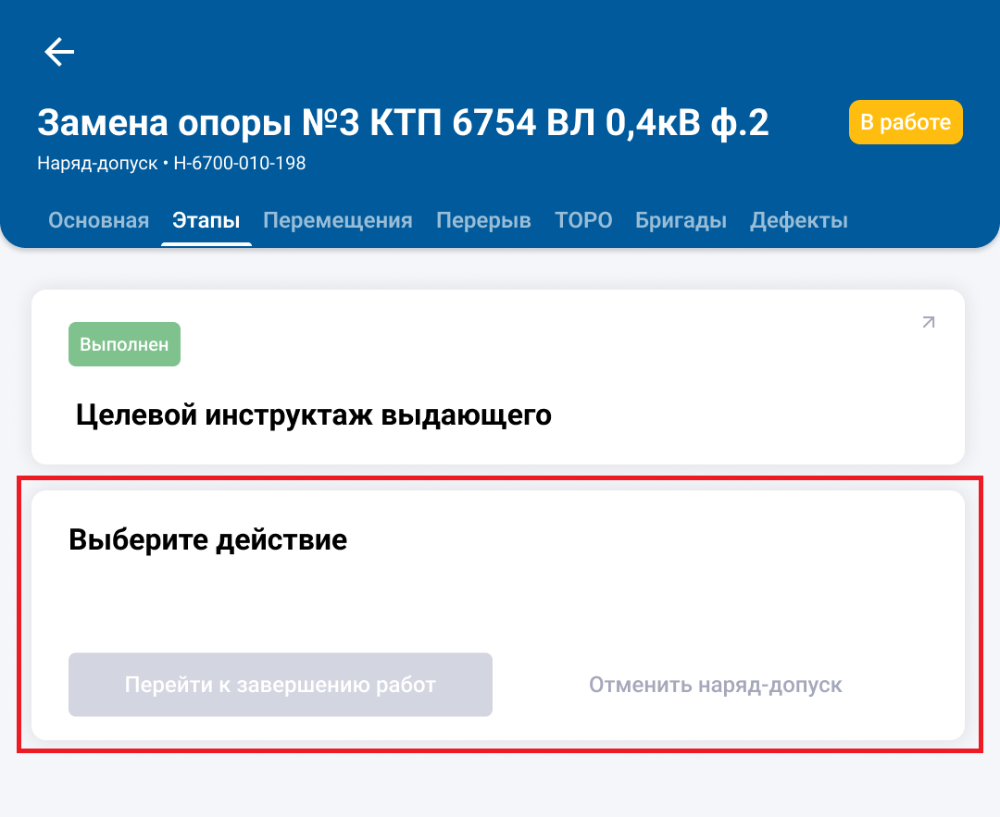 Замена опоры №3 КТП 6754 ВЛ 0,4кВ ф.2
В работе
Наряд-допуск • Н-6700-010-198
Основная Этапы Перемещения Перерыв ТОРО Бригады Дефекты
Выполнен
Целевой инструктаж выдающего
Выберите действие
Перейти к завершению работ
Отменить наряд-допуск